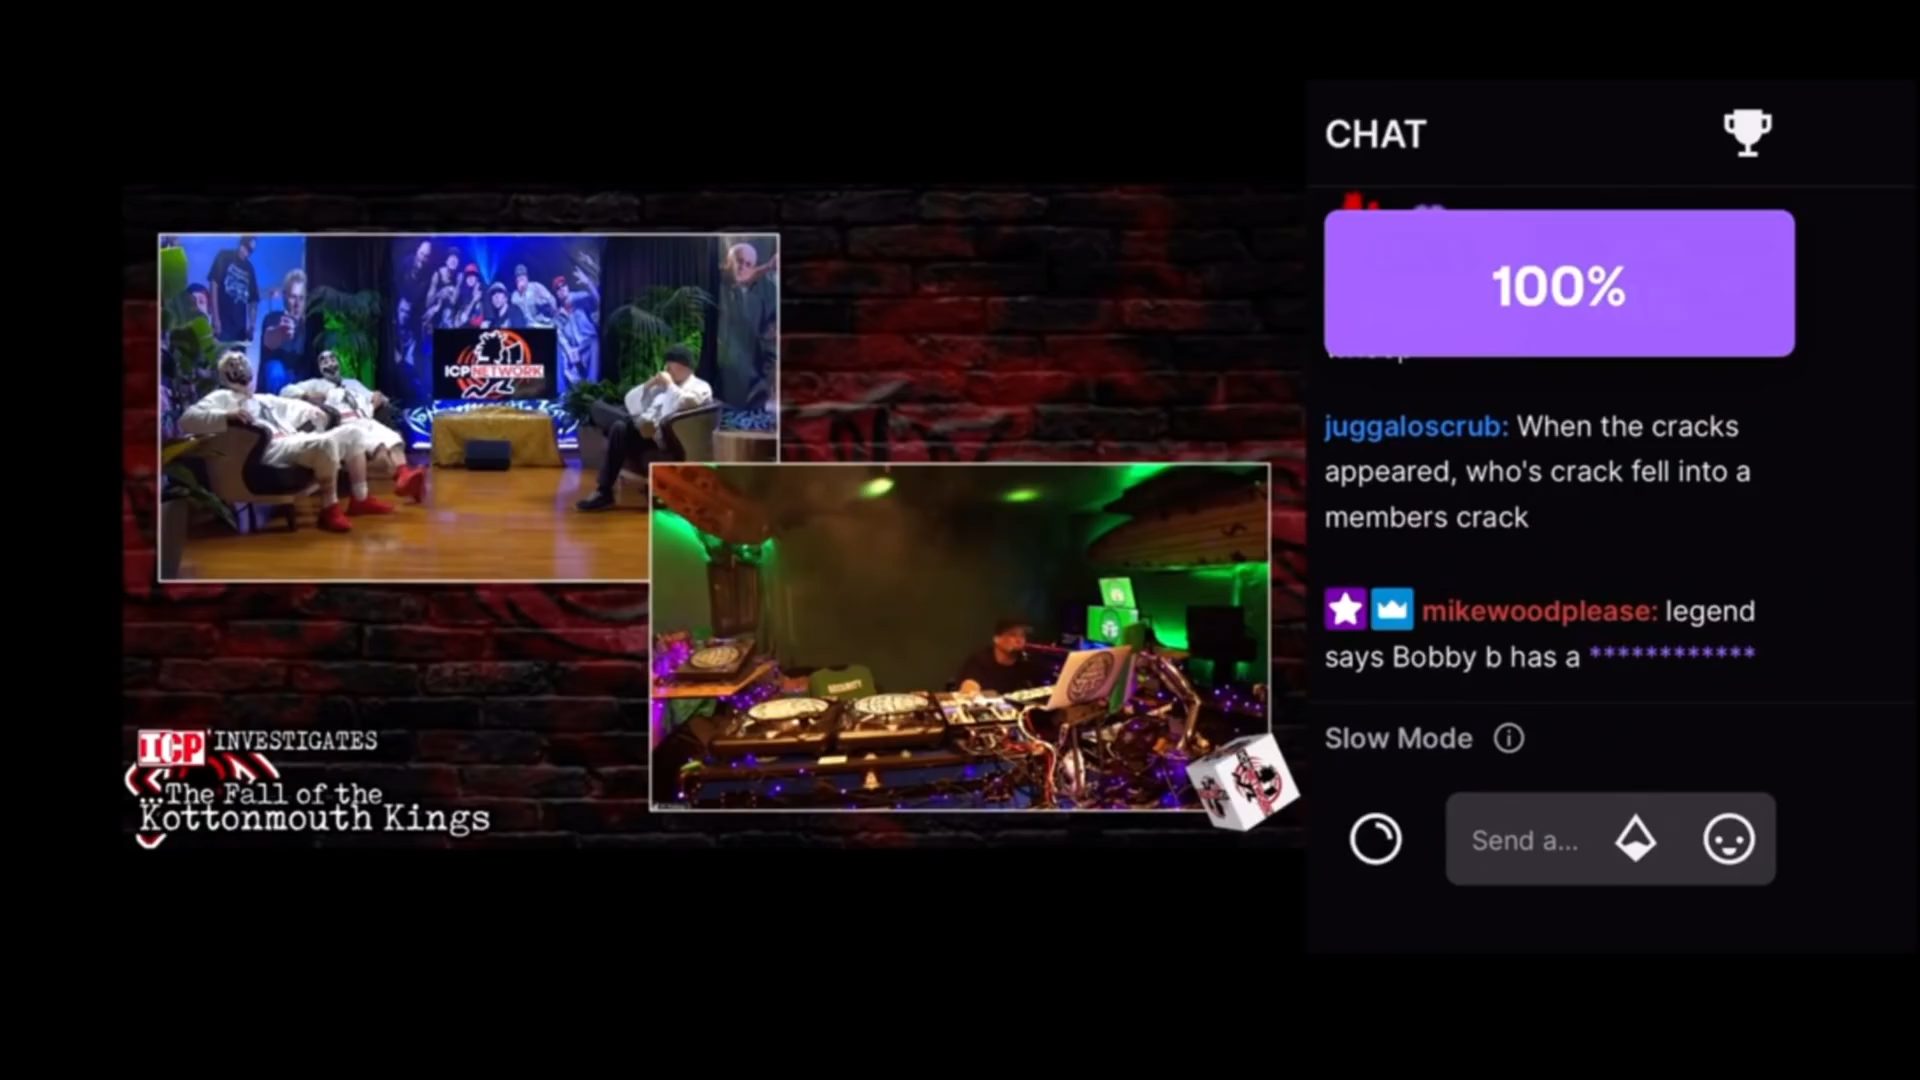 CHAT
100%
juggaloscrub: When the cracks
appeared, who's crack fell into a
members crack
mikewoodplease: legend
says Bobby b has a ************
Slow Mode
Send a...
ICP NETWORK
SECURITY
ICP INVESTIGATES
The Fall of the
Kottonmouth Kings